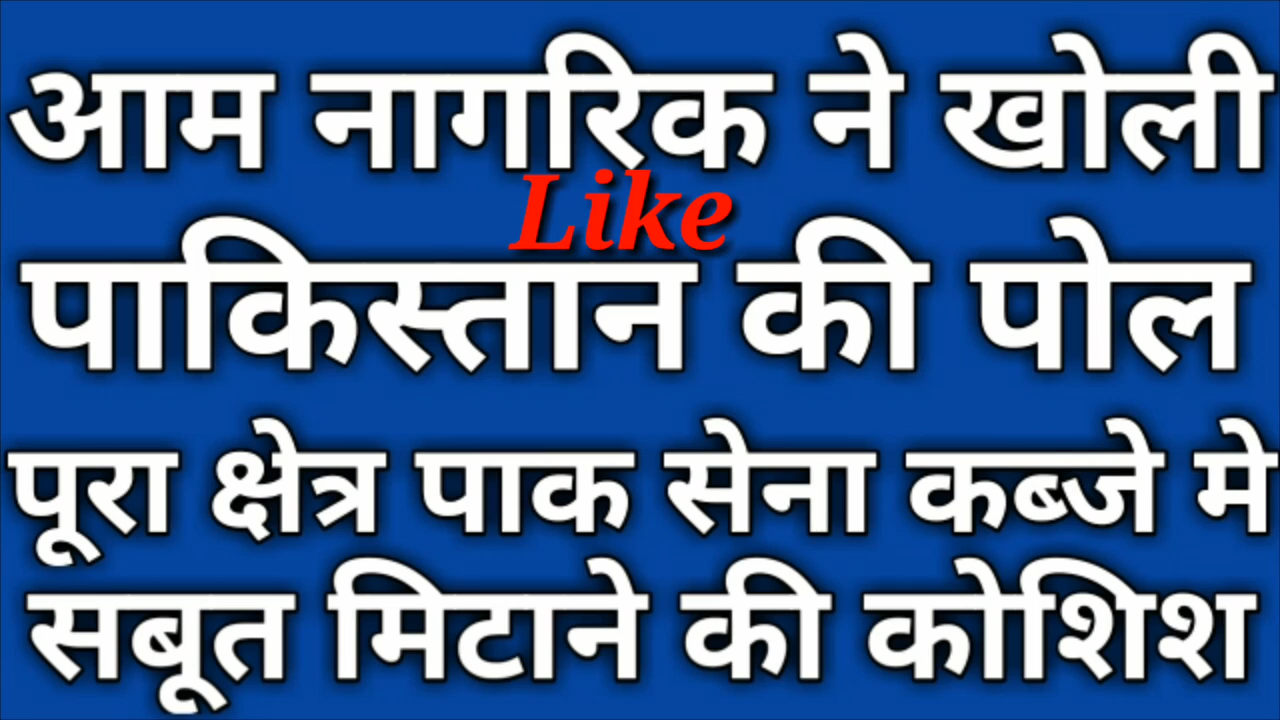 आम नागरिक ने खोली
Like
पाकिस्तान की पोल
पूरा क्षेत्र पाक सेना कब्जे मे
सबूत मिटाने की कोशिश